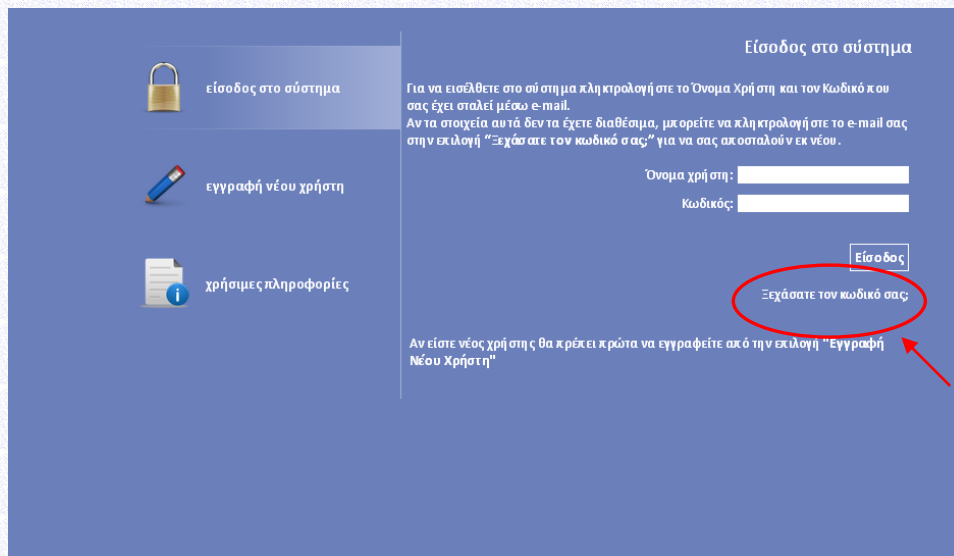 Είσοδος στο σύστημα
είσοδος στο σύστημα
εγγραφή νέου χρήστη
χρήσιμες πληροφορίες
Για να εισέλθετε στο σύστημα πληκτρολογήστε το Όνομα Χρήστη και τον Κωδικό που
σας έχει σταλεί μέσω e-mail.
Αν τα στοιχεία αυτά δεν τα έχετε διαθέσιμα, μπορείτε να πληκτρολογήστε το e-mail σας
στην επιλογή “Ξεχάσατε τον κωδικό σας;” για να σας αποσταλούν εκ νέου.
Όνομα χρήστη:
Κωδικός:
Είσοδος
Ξεχάσατε τον κωδικό σας;
Αν είστε νέος χρήστης θα πρέπει πρώτα να εγγραφείτε από την επιλογή "Εγγραφή
Νέου Χρήστη"